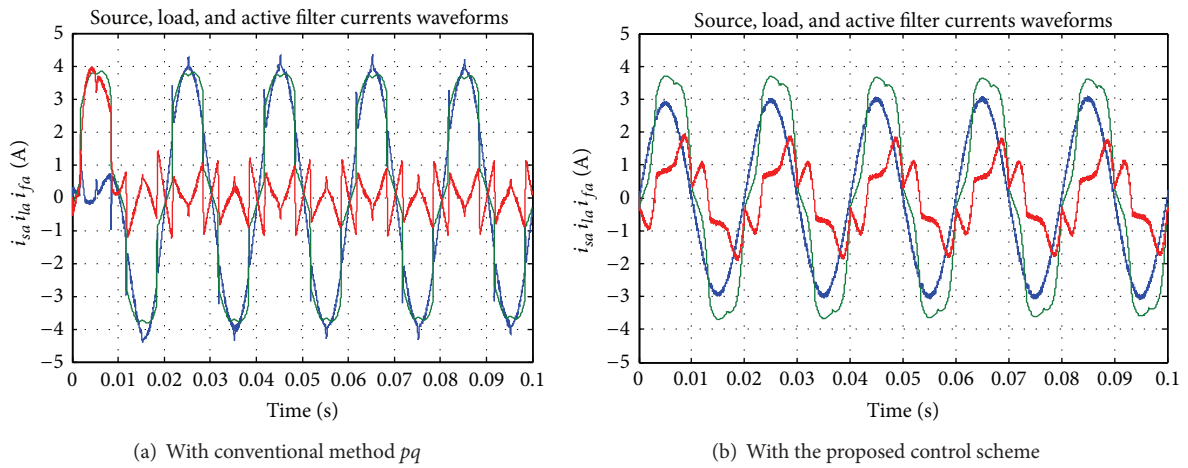 Source, load, and active filter currents waveforms
5
4
3
2
1
0
−1
−2
−3
−4
−5
i_sa i_la i_fa (A)
0 0.01 0.02 0.03 0.04 0.05 0.06 0.07 0.08 0.09 0.1
Time (s)
(a) With conventional method pq
Source, load, and active filter currents waveforms
5
4
3
2
1
0
−1
−2
−3
−4
−5
i_sa i_la i_fa (A)
0 0.01 0.02 0.03 0.04 0.05 0.06 0.07 0.08 0.09 0.1
Time (s)
(b) With the proposed control scheme